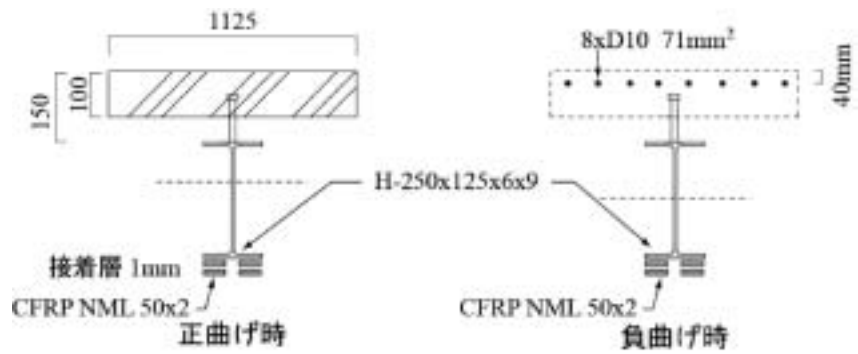 1125
150
100
8xD10 71mm²
40mm
H-250x125x6x9
接着層 1mm
CFRP NML 50x2
正曲げ時
CFRP NML 50x2
負曲げ時